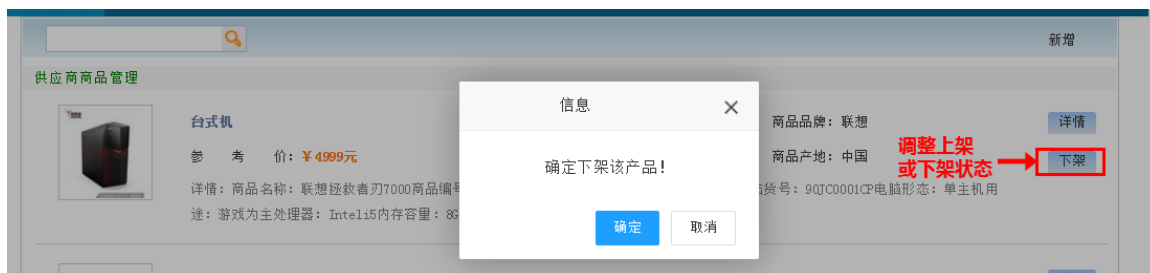 新增
供应商商品管理
信息
台式机
商品品牌：联想
详情
参 考 价：￥4999元
确定下架该产品!
商品产地：中国
调整上架
或下架状态
下架
详情：商品名称：联想拯救者刃7000商品编号
货号：90JC0001CP电脑形态：单主机用
途：游戏为主处理器：Inteli5内存容量：8G
确定
取消